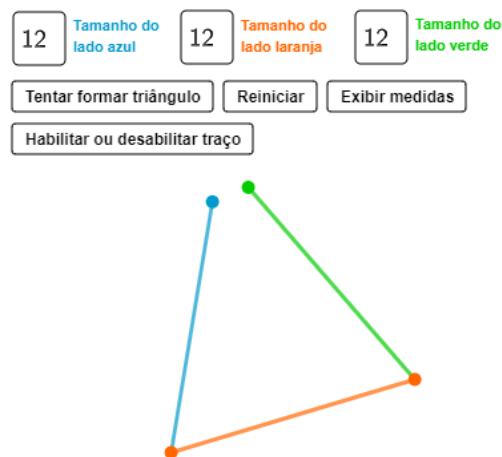 12 Tamanho do lado azul
12 Tamanho do lado laranja
12 Tamanho do lado verde
Tentar formar triângulo
Reiniciar
Exibir medidas
Habilitar ou desabilitar traço